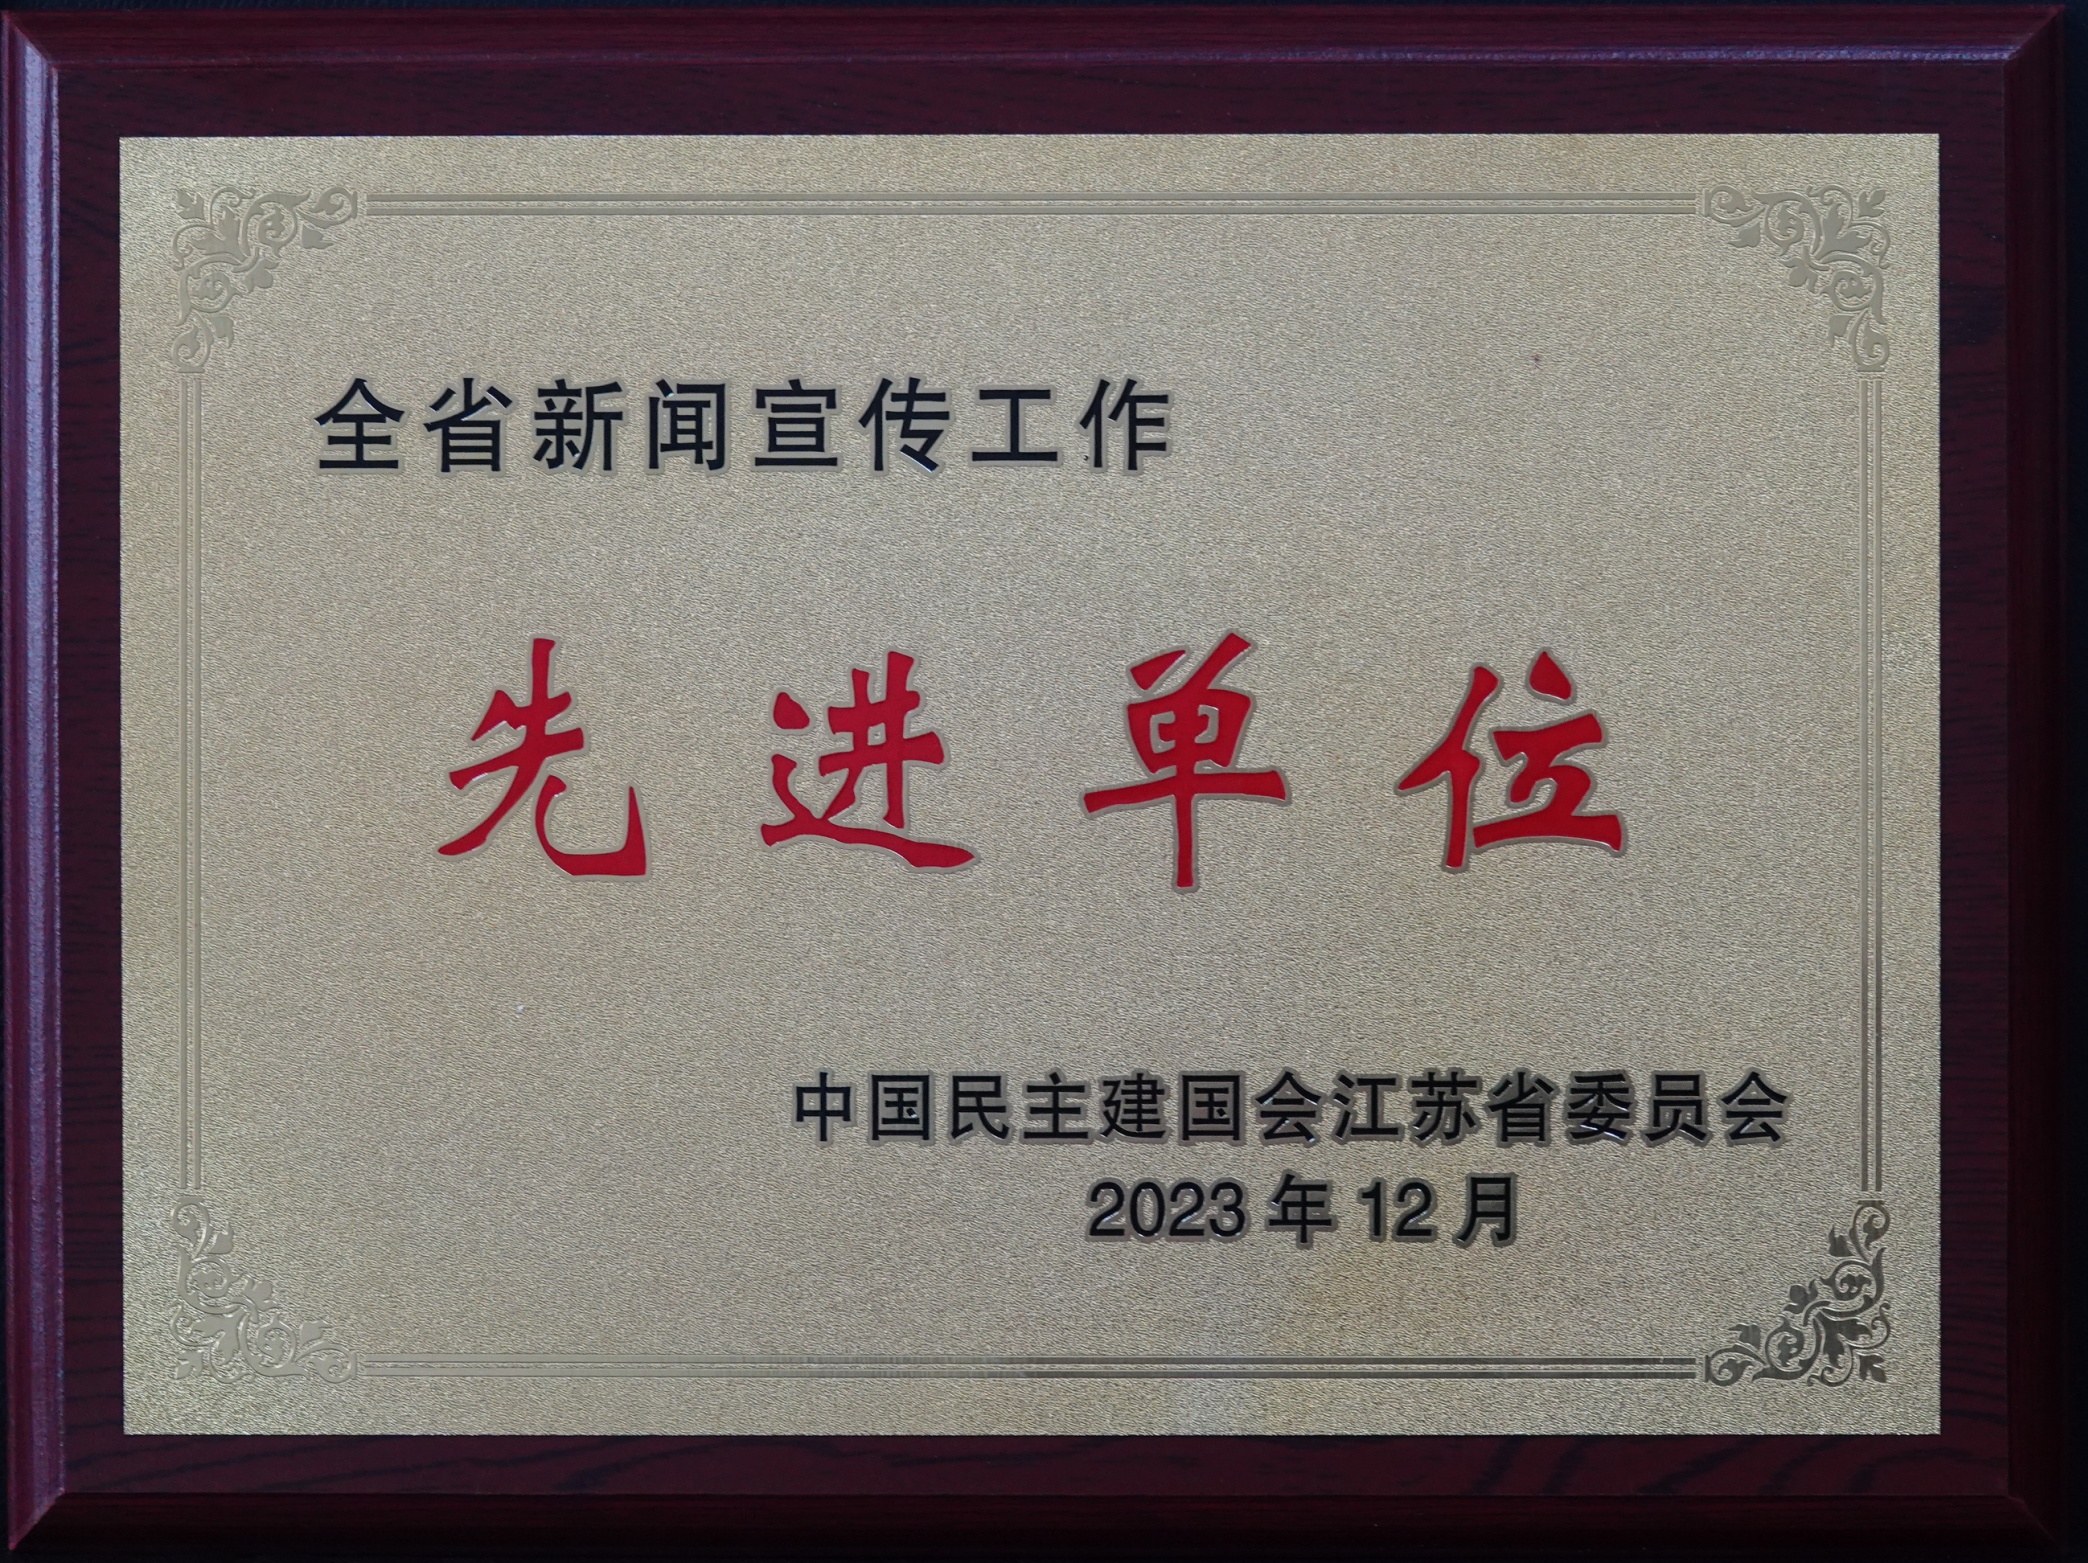 全省新闻宣传工作
先进单位
中国民主建国会江苏省委员会
2023年12月